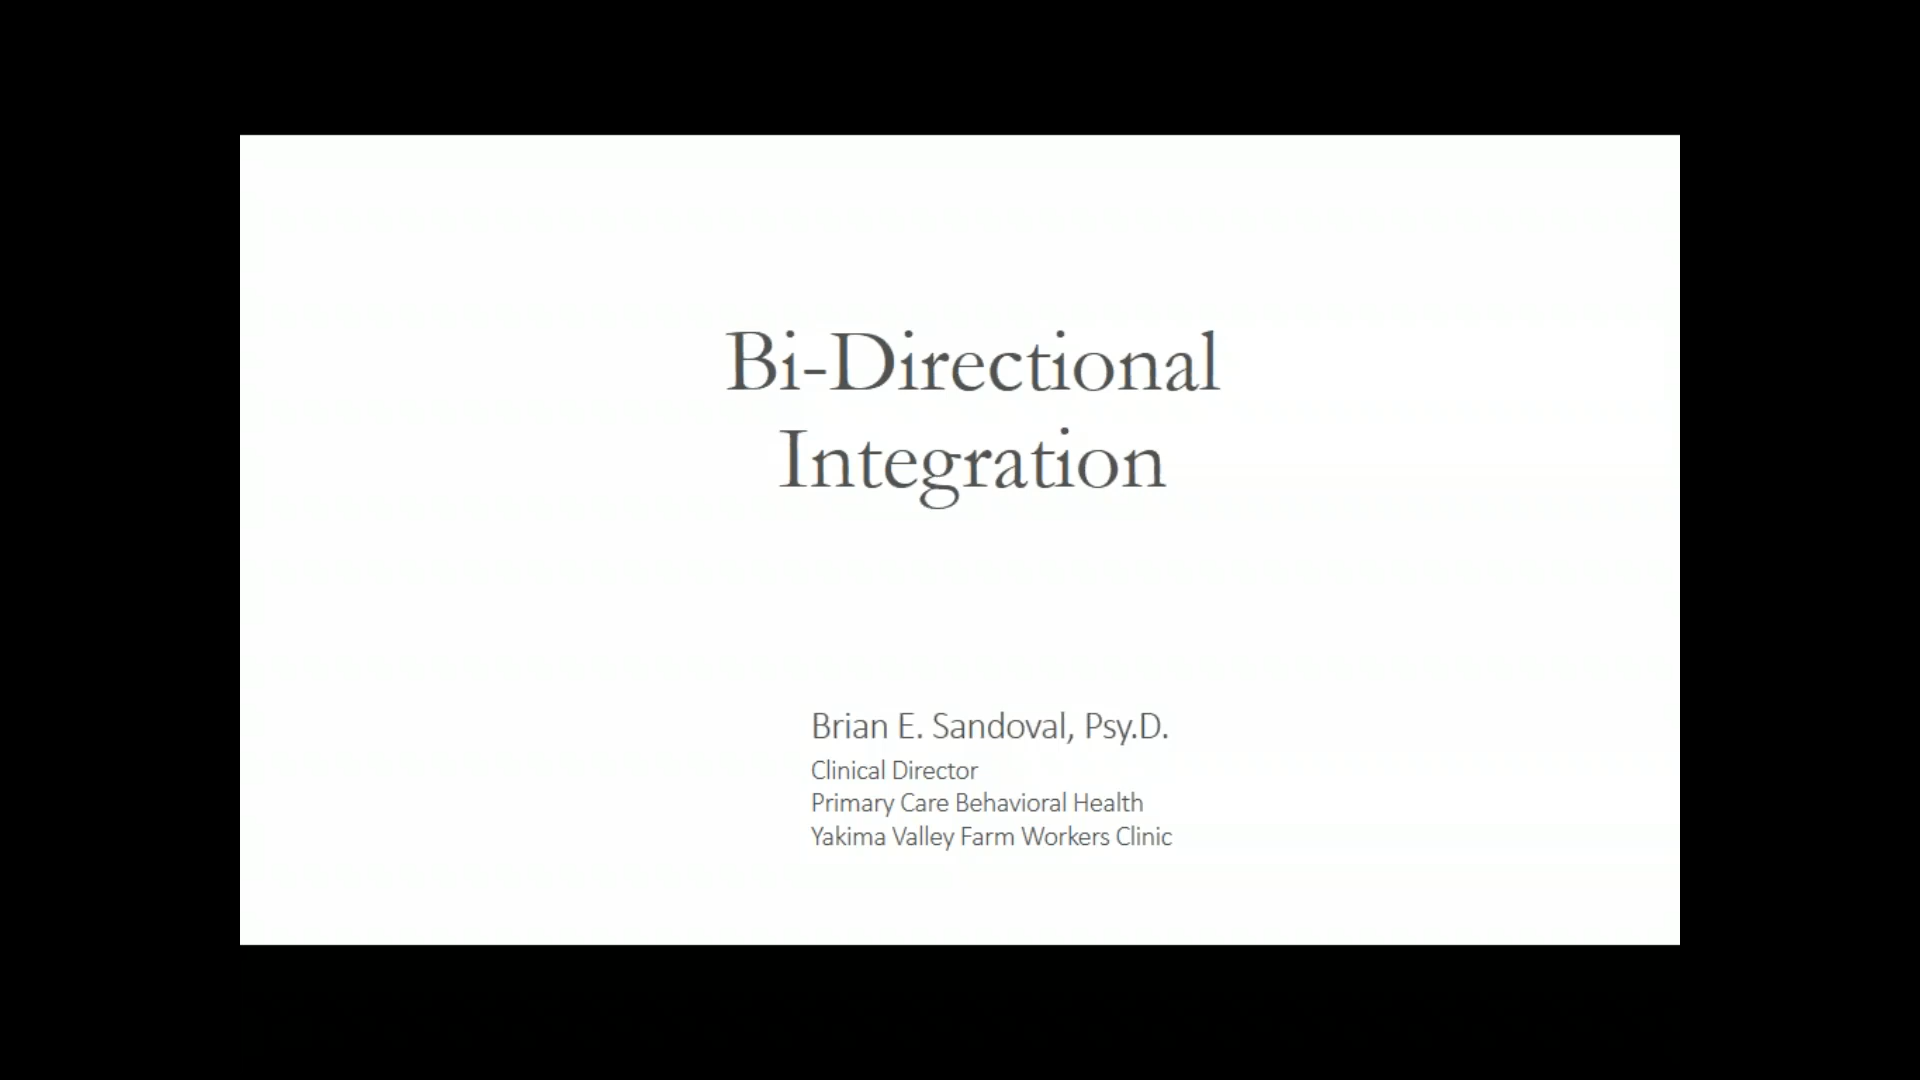 Bi-Directional
Integration
Brian E. Sandoval, Psy.D.
Clinical Director
Primary Care Behavioral Health
Yakima Valley Farm Workers Clinic